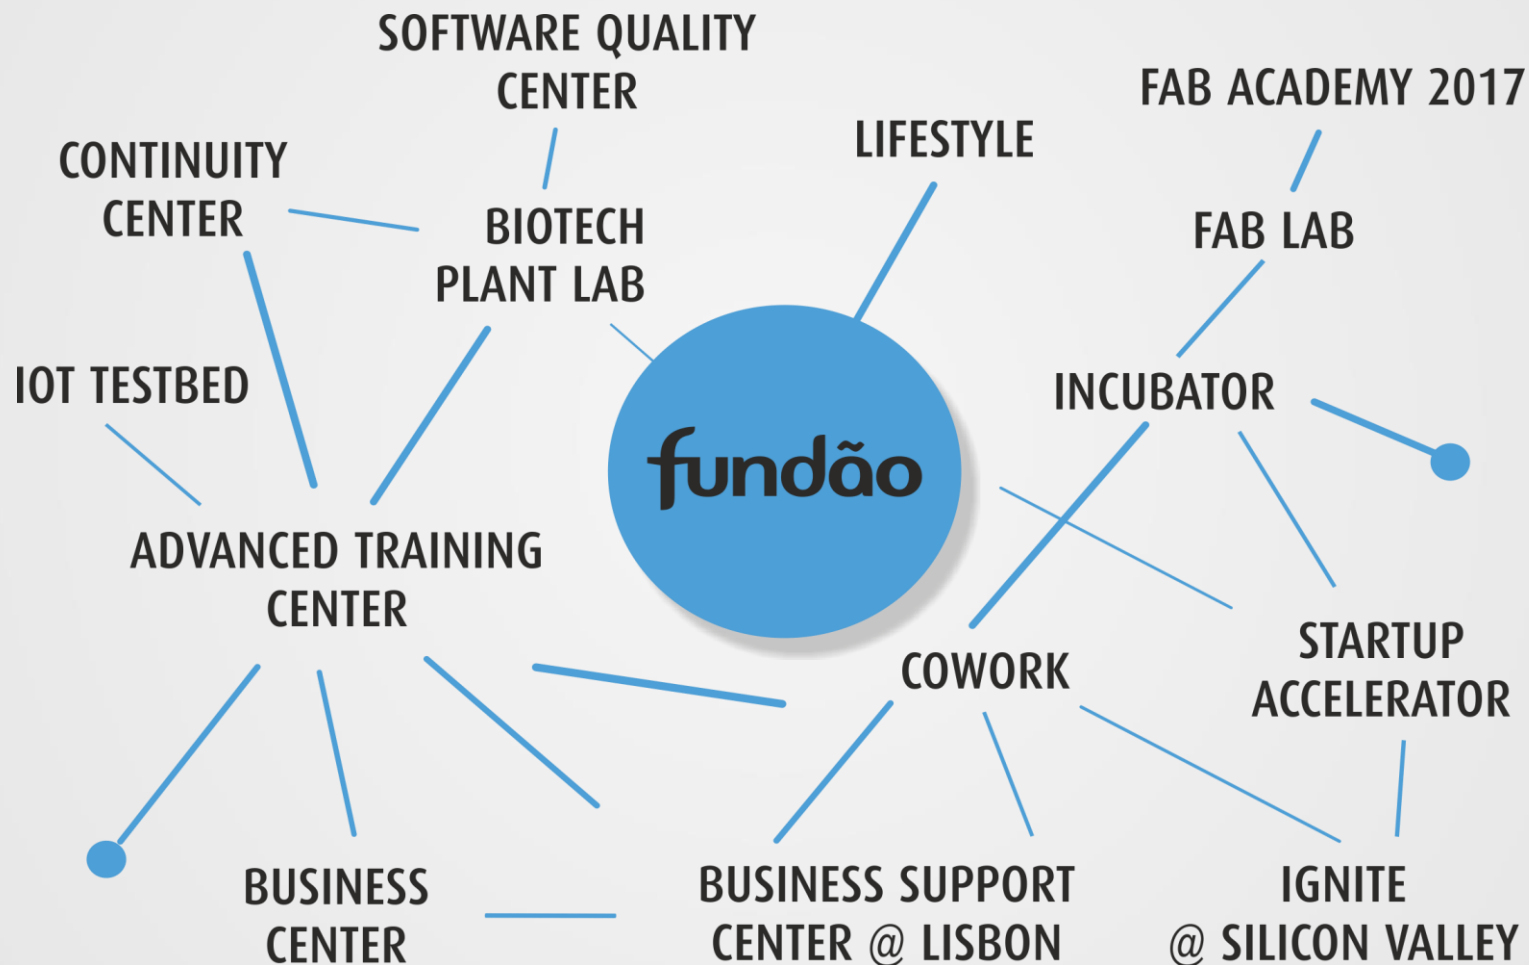 SOFTWARE QUALITY
CENTER
FAB ACADEMY 2017
LIFESTYLE
CONTINUITY
CENTER
BIOTECH
PLANT LAB
FAB LAB
IOT TESTBED
INCUBATOR
fundão
ADVANCED TRAINING
CENTER
COWORK
STARTUP
ACCELERATOR
BUSINESS
CENTER
BUSINESS SUPPORT
CENTER @ LISBON
IGNITE
@ SILICON VALLEY